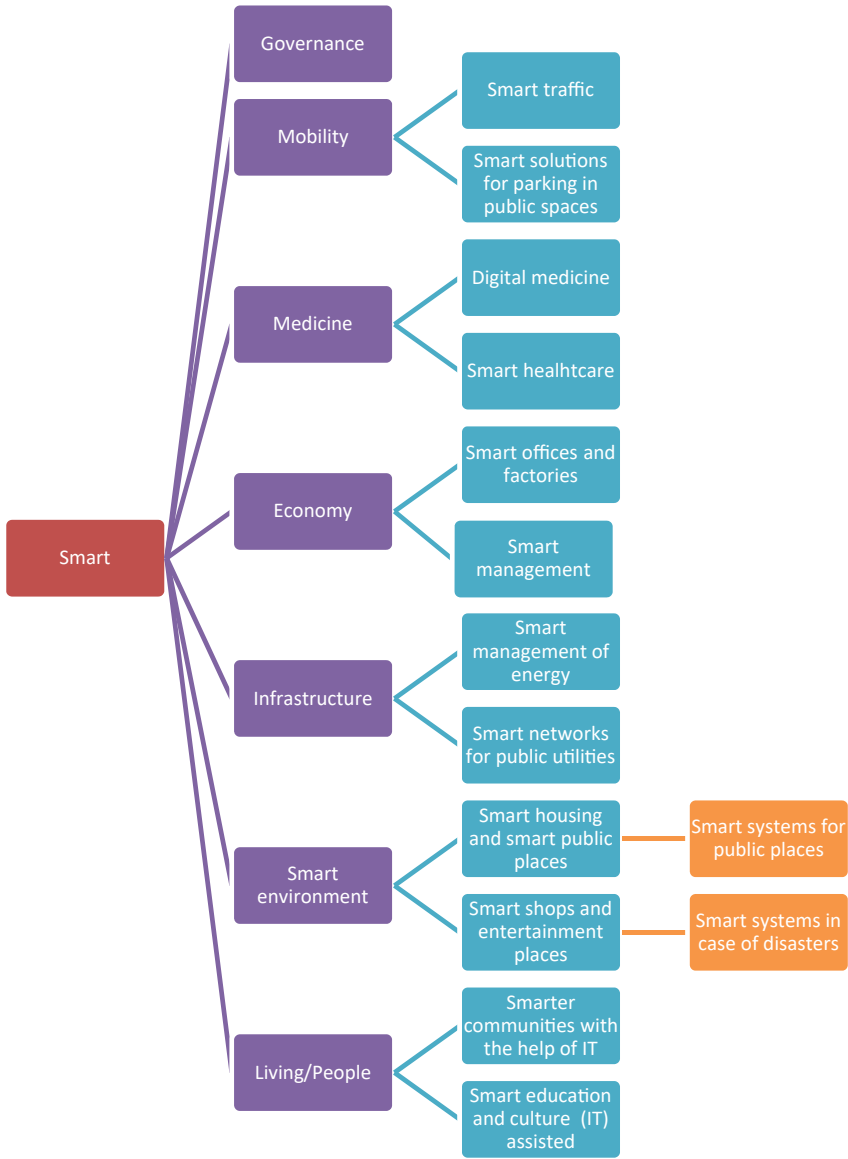 Governance
Mobility
Smart traffic
Smart solutions
for parking in
public spaces
Medicine
Digital medicine
Smart healhtcare
Economy
Smart offices and
factories
Smart
management
Smart
Infrastructure
Smart
management of
energy
Smart networks
for public utilities
Smart
environment
Smart housing
and smart public
places
Smart systems for
public places
Smart shops and
entertainment
places
Smart systems in
case of disasters
Living/People
Smarter
communities with
the help of IT
Smart education
and culture  (IT)
assisted